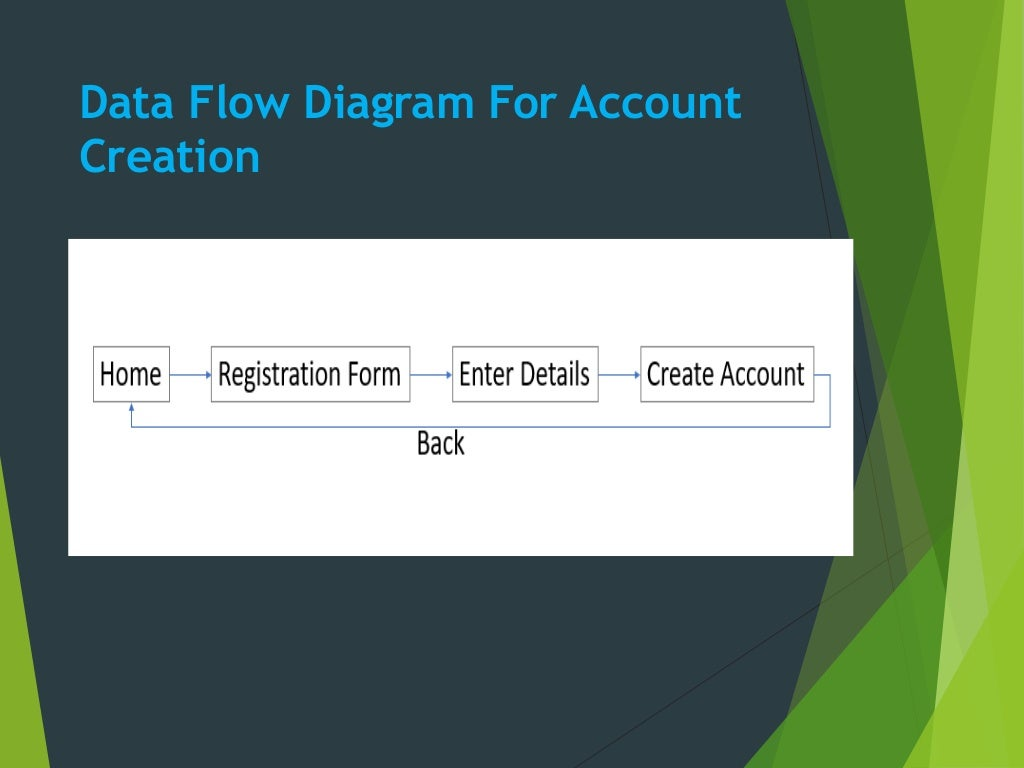 Data Flow Diagram For Account
Creation
Home
Registration Form
Enter Details
Create Account
Back